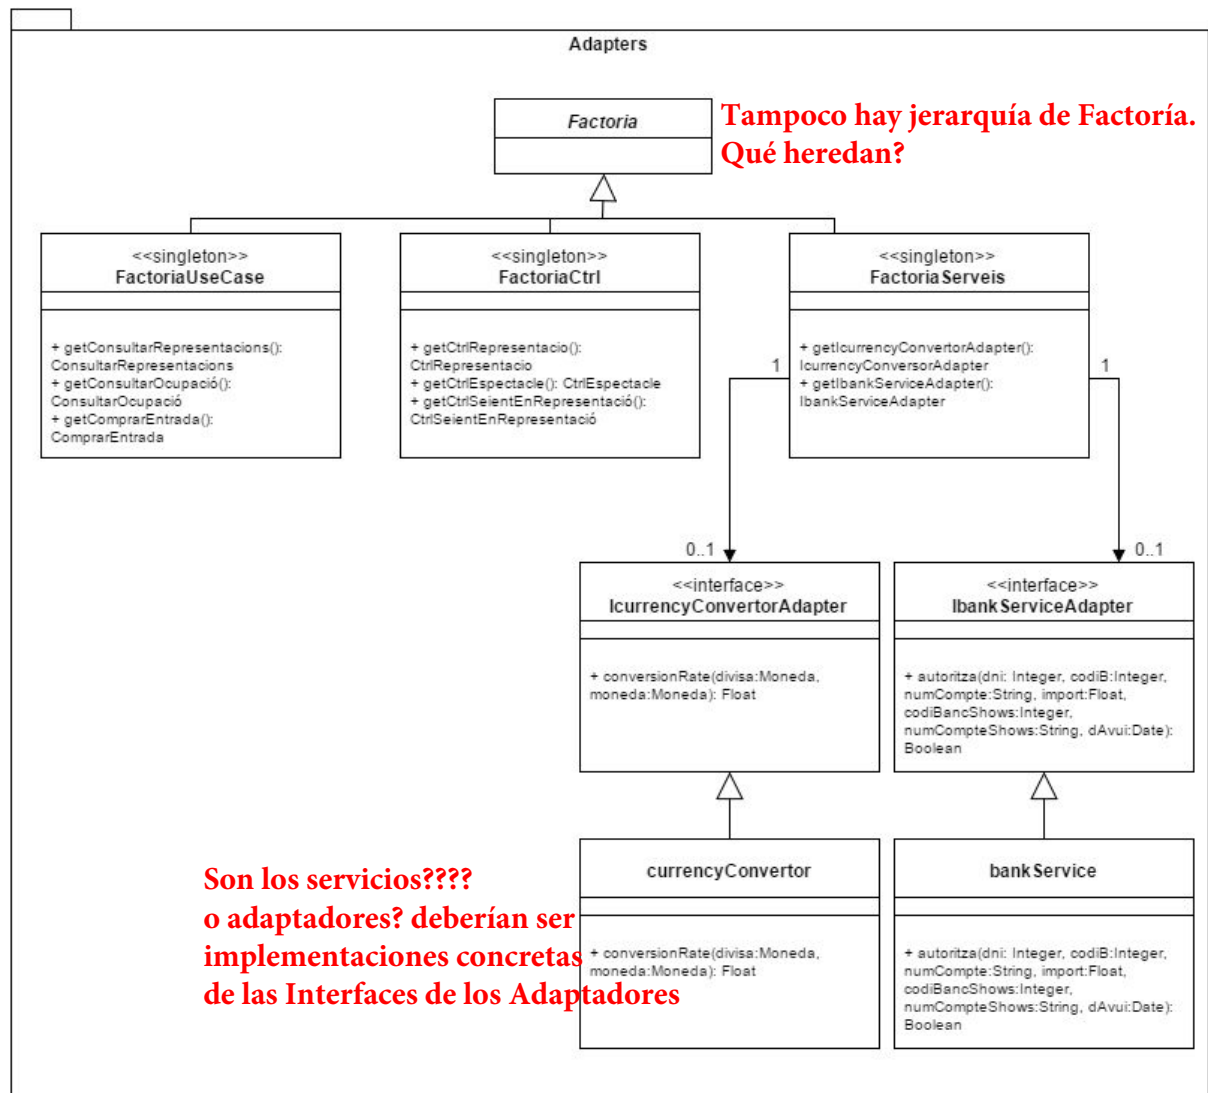 Adapters
Factoria
Tampoco hay jerarquía de Factoría.
Qué heredan?
<<singleton>>
FactoriaUseCase
+ getConsultarRepresentacions():
ConsultarRepresentacions
+ getConsultarOcupació():
ConsultarOcupació
+ getComprarEntrada():
ComprarEntrada
<<singleton>>
FactoriaCtrl
+ getCtrlRepresentacio():
CtrlRepresentacio
+ getCtrlEspectacle(): CtrlEspectacle
+ getCtrlSeientEnRepresentació():
CtrlSeientEnRepresentació
<<singleton>>
FactoriaServeis
+ getIcurrencyConvertorAdapter():
IcurrencyConversorAdapter
+ getIbankServiceAdapter():
IbankServiceAdapter
1
1
0..1
0..1
<<interface>>
IcurrencyConvertorAdapter
+ conversionRate(divisa:Moneda,
moneda:Moneda): Float
<<interface>>
IbankServiceAdapter
+ autoritza(dni: Integer, codiB:Integer,
numCompte:String, import:Float,
codiBancShows:Integer,
numCompteShows:String, dAvui:Date):
Boolean
Son los servicios????
o adaptadores? deberían ser
implementaciones concretas
de las Interfaces de los Adaptadores
currencyConvertor
+ conversionRate(divisa:Moneda,
moneda:Moneda): Float
bankService
+ autoritza(dni: Integer, codiB:Integer,
numCompte:String, import:Float,
codiBancShows:Integer,
numCompteShows:String, dAvui:Date):
Boolean